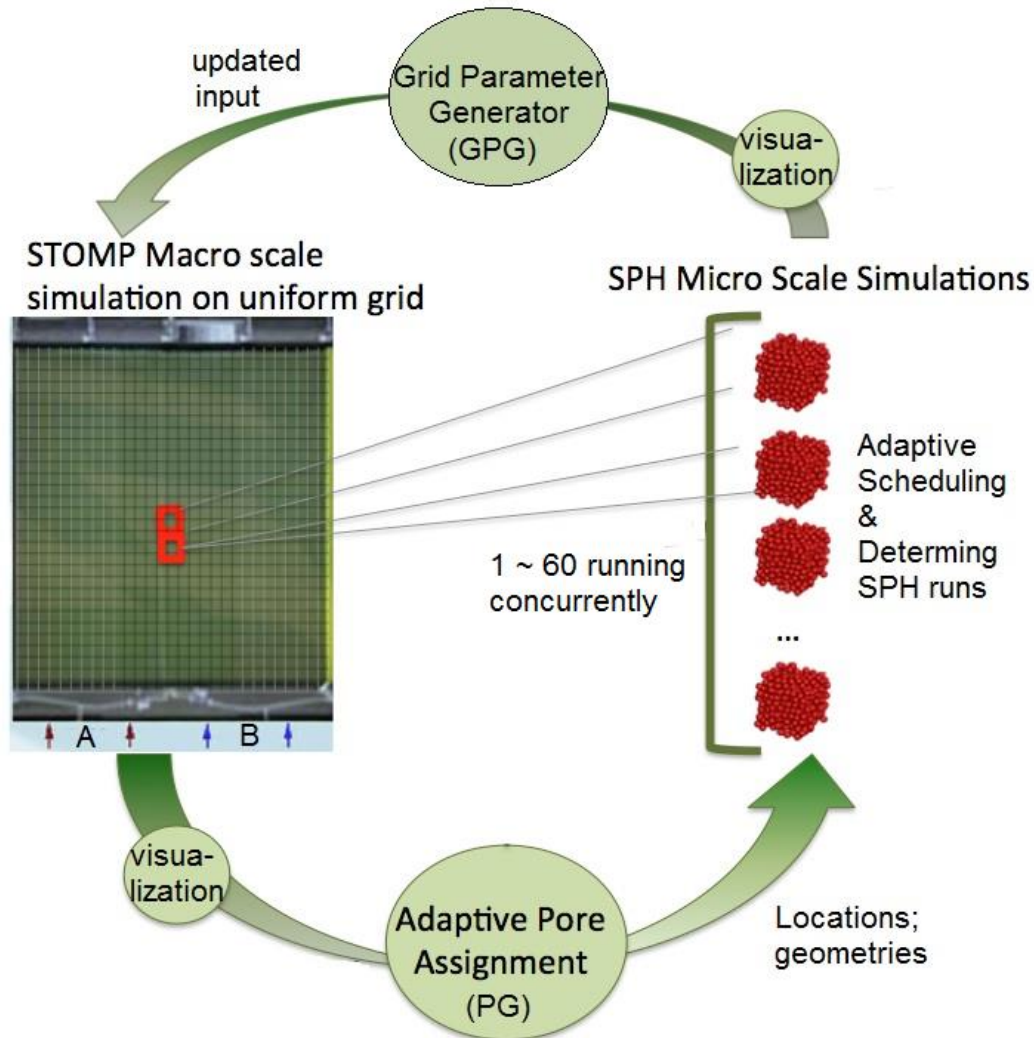 updated
input
Grid Parameter
Generator
(GPG)
visua-
lization
STOMP Macro scale
simulation on uniform grid
SPH Micro Scale Simulations
Adaptive
Scheduling
&
Determing
SPH runs
1 ~ 60 running
concurrently
...
A
B
visua-
lization
Adaptive Pore
Assignment
(PG)
Locations;
geometries